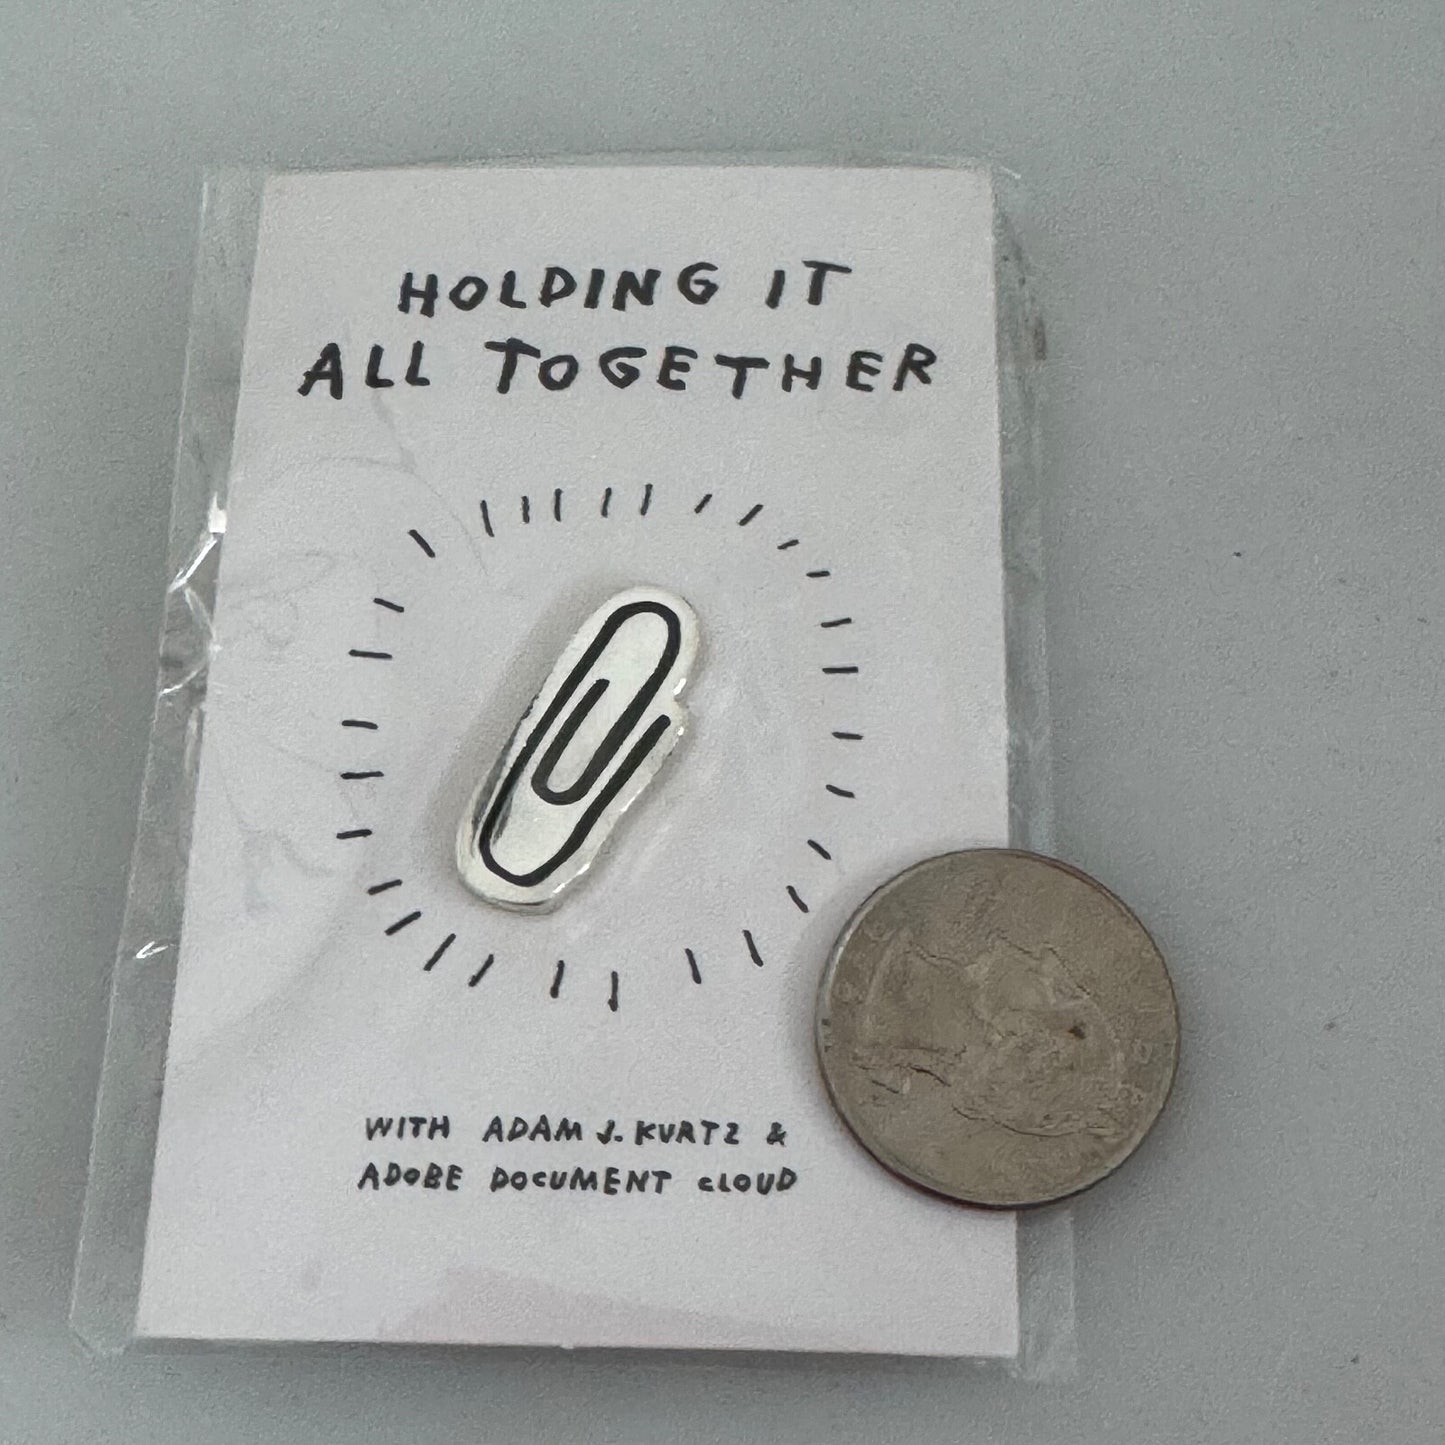 HOLDING IT
ALL TOGETHER
WITH ADAM J. KURTZ &
ADOBE DOCUMENT CLOUD